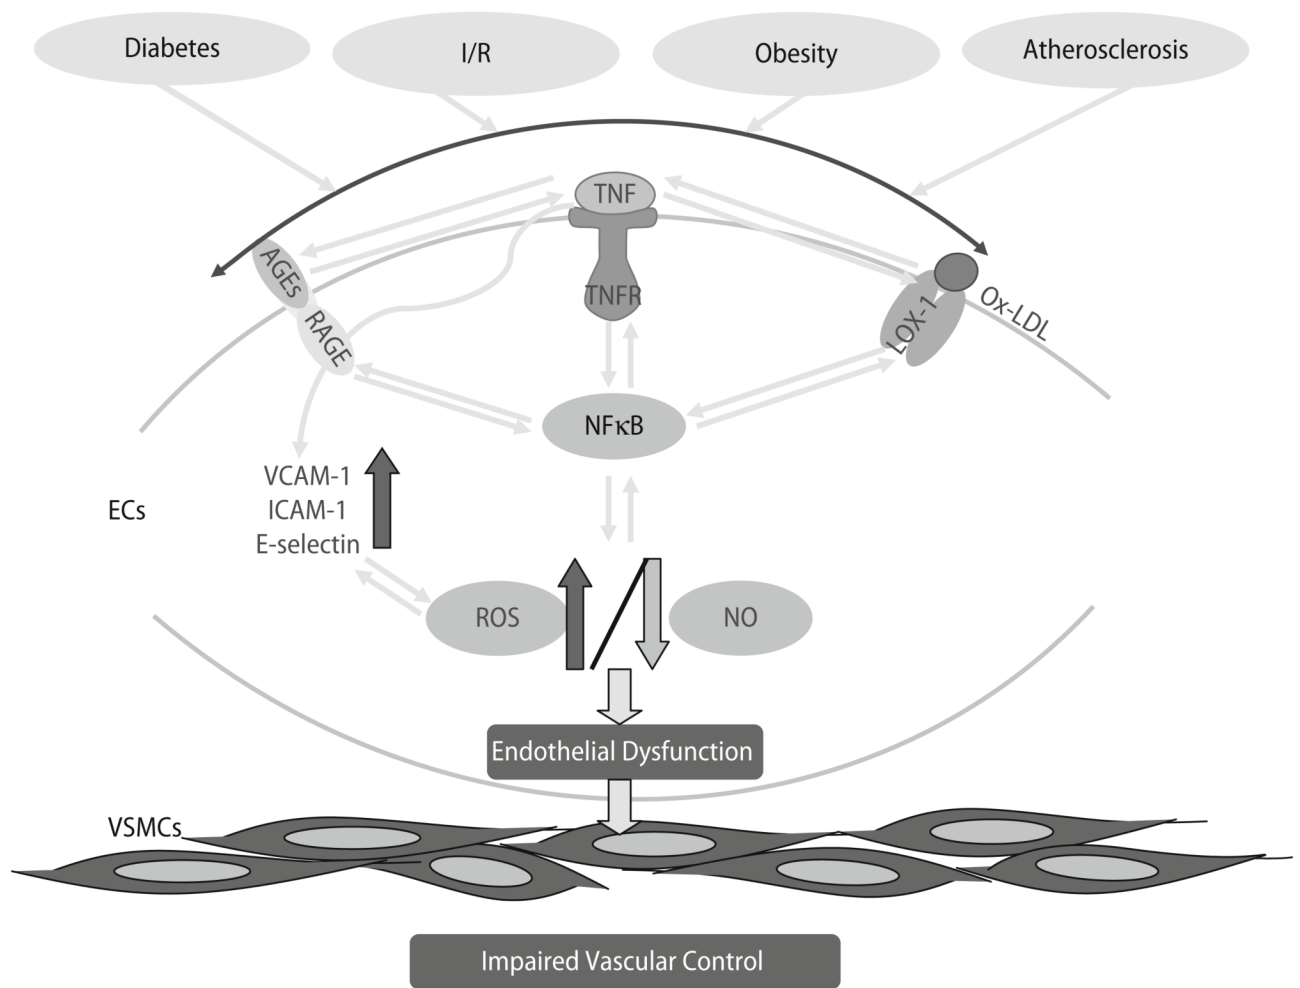 Diabetes
I/R
Obesity
Atherosclerosis
TNF
AGEs
TNFR
RAGE
LOX-1
Ox-LDL
NFκB
VCAM-1
ICAM-1
E-selectin
ECs
ROS
NO
Endothelial Dysfunction
VSMCs
Impaired Vascular Control